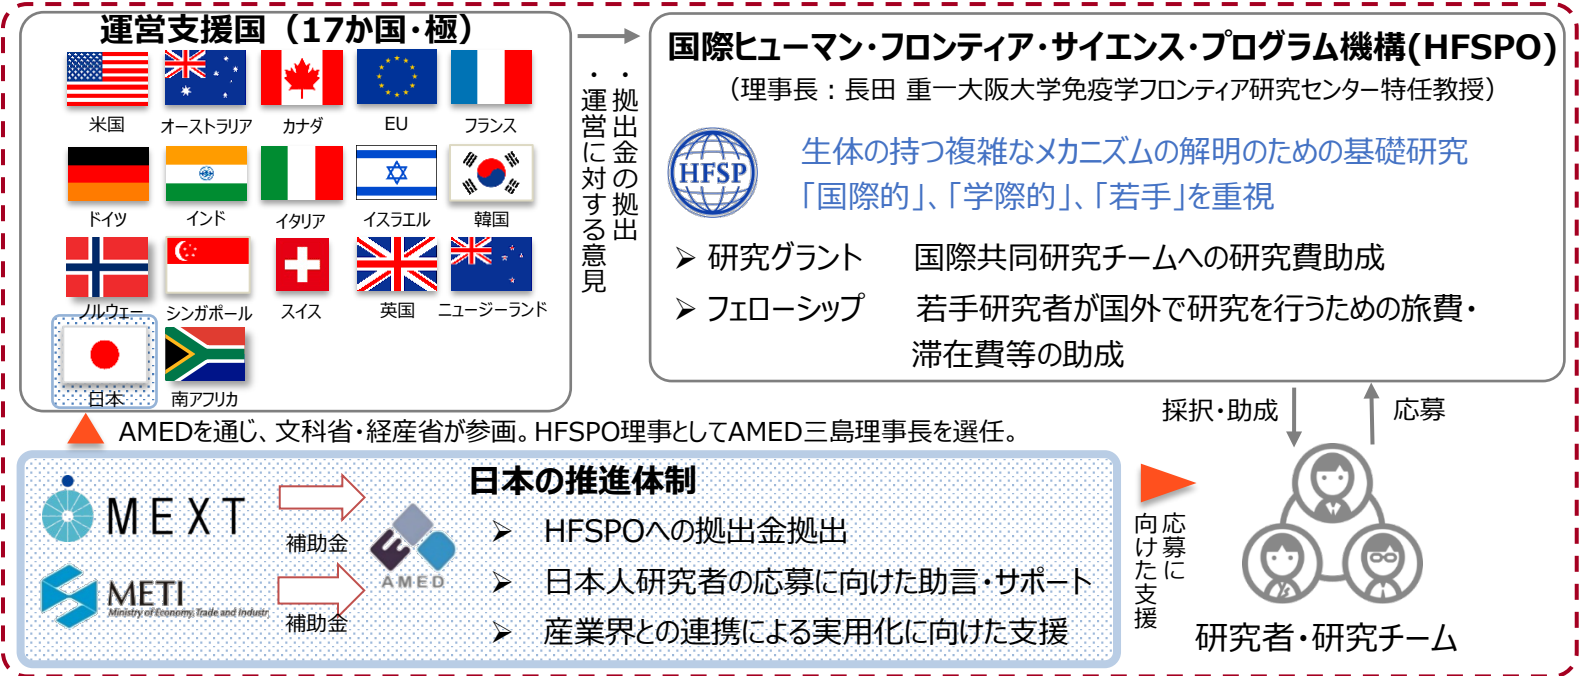 運営支援国（17か国・極）
米国
オーストラリア
カナダ
EU
フランス
ドイツ
インド
イタリア
イスラエル
韓国
ノルウェー
シンガポール
スイス
英国
ニュージーランド
日本
南アフリカ
・拠出金の拠出
・運営に対する意見
国際ヒューマン・フロンティア・サイエンス・プログラム機構(HFSPO)
（理事長：長田 重一大阪大学免疫学フロンティア研究センター特任教授）
HFSP
生体の持つ複雑なメカニズムの解明のための基礎研究
「国際的」、「学際的」、「若手」を重視
➢ 研究グラント 国際共同研究チームへの研究費助成
➢ フェローシップ 若手研究者が国外で研究を行うための旅費・
滞在費等の助成
採択・助成
応募
AMEDを通じ、文科省・経産省が参画。HFSPO理事としてAMED三島理事長を選任。
日本の推進体制
MEXT
補助金
METI
Ministry of Economy, Trade and Industr
補助金
AMED
➢ HFSPOへの拠出金拠出
➢ 日本人研究者の応募に向けた助言・サポート
➢ 産業界との連携による実用化に向けた支援
応募に
向けた支援
研究者・研究チーム